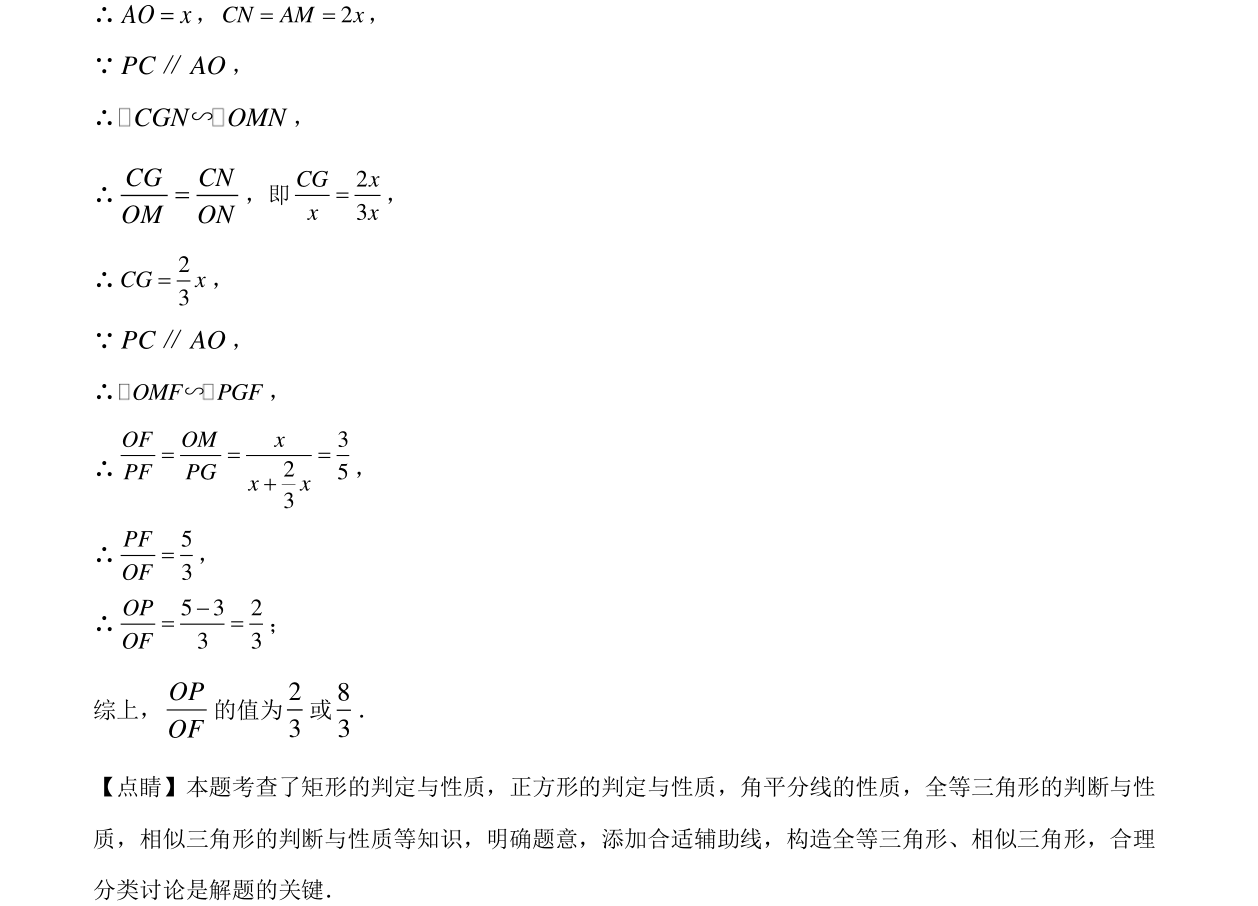 ∴ AO = x， CN = AM = 2x，
∵ PC ∥ AO，
∴ □CGN∽□OMN，
∴ CG/OM = CN/ON，即 CG/x = 2x/3x，
∴ CG = 2/3 x，
∵ PC ∥ AO，
∴ □OMF∽□PGF，
∴ OF/PF = OM/PG = x/(x + 2/3 x) = 3/5，
∴ PF/OF = 5/3，
∴ OP/OF = (5−3)/3 = 2/3；
综上，OP/OF 的值为 2/3 或 8/3．
【点睛】本题考查了矩形的判定与性质，正方形的判定与性质，角平分线的性质，全等三角形的判断与性
质，相似三角形的判断与性质等知识，明确题意，添加合适辅助线，构造全等三角形、相似三角形，合理
分类讨论是解题的关键．